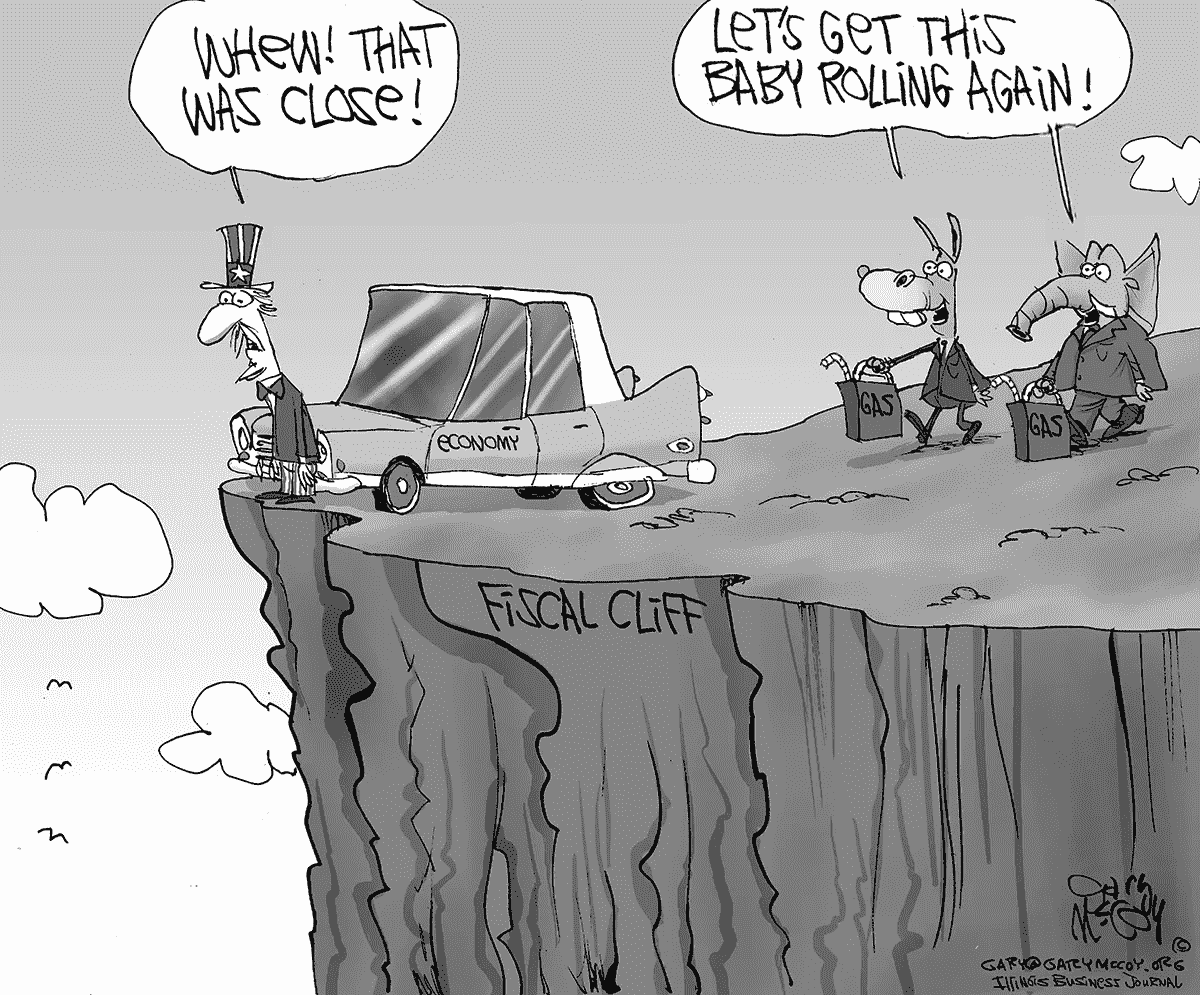 WHEW! THAT
WAS CLOSE!
LET'S GET THIS
BABY ROLLING AGAIN!
ECONOMY
GAS
GAS
FISCAL CLIFF
Gary
McCoy
©
GARY@GARYMCCOY.ORG
ILLINOIS BUSINESS JOURNAL